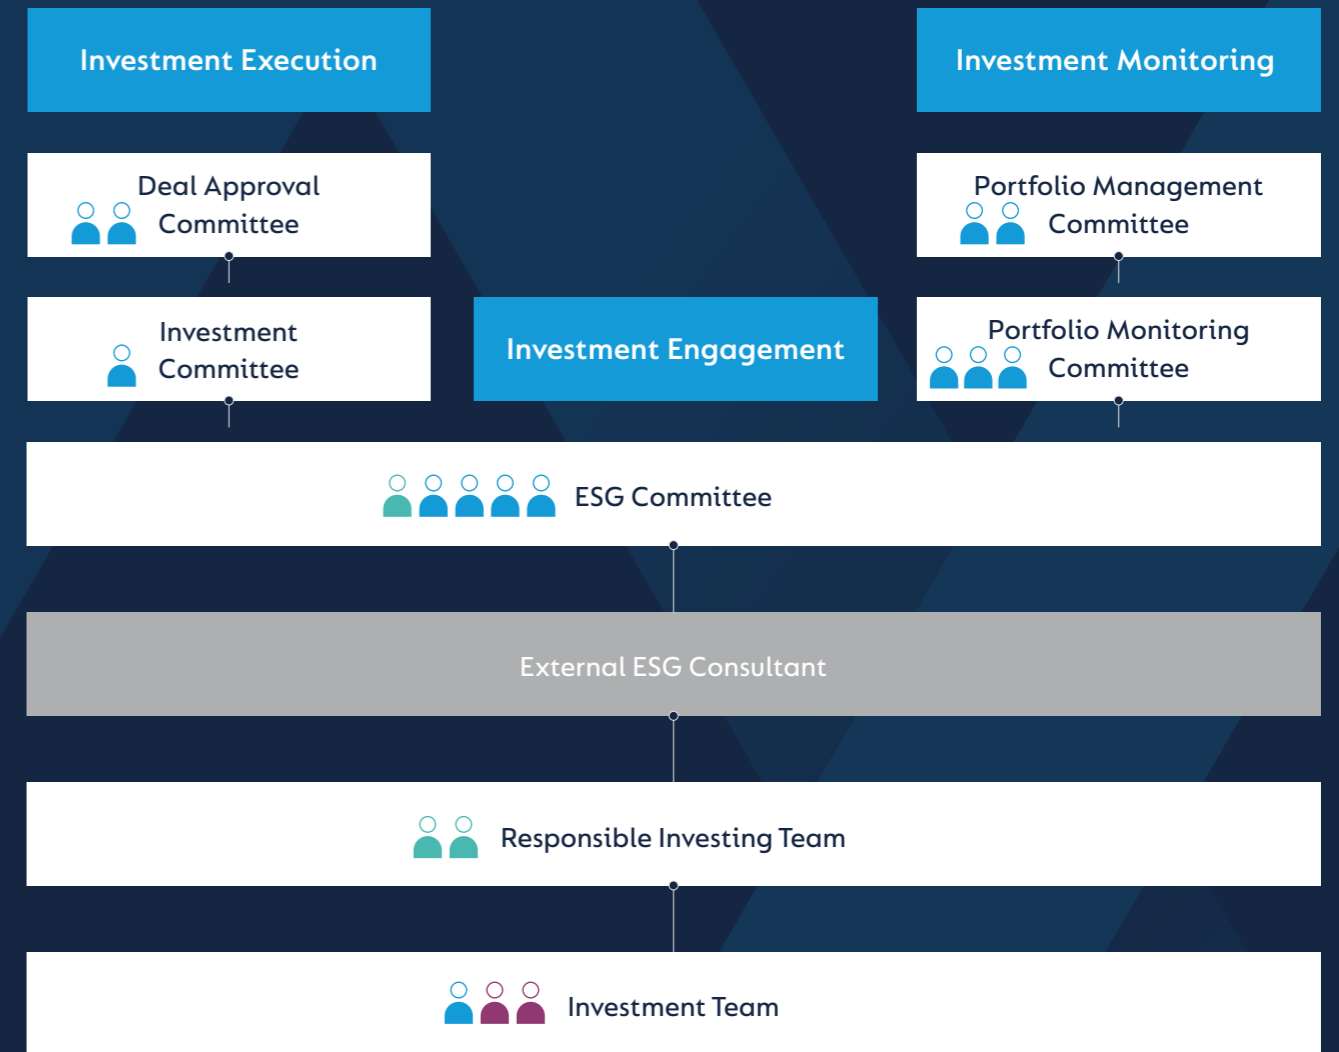 Investment Execution
Investment Monitoring
Deal Approval
Committee
Portfolio Management
Committee
Investment
Committee
Investment Engagement
Portfolio Monitoring
Committee
ESG Committee
External ESG Consultant
Responsible Investing Team
Investment Team